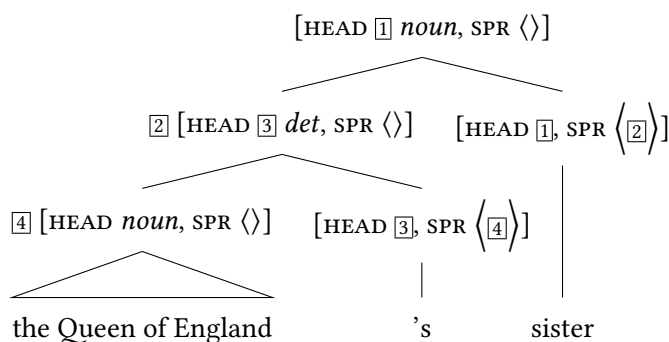 [HEAD 1 noun, SPR ⟨⟩]
2 [HEAD 3 det, SPR ⟨⟩] [HEAD 1, SPR ⟨2⟩]
4 [HEAD noun, SPR ⟨⟩] [HEAD 3, SPR ⟨4⟩]
the Queen of England 's sister